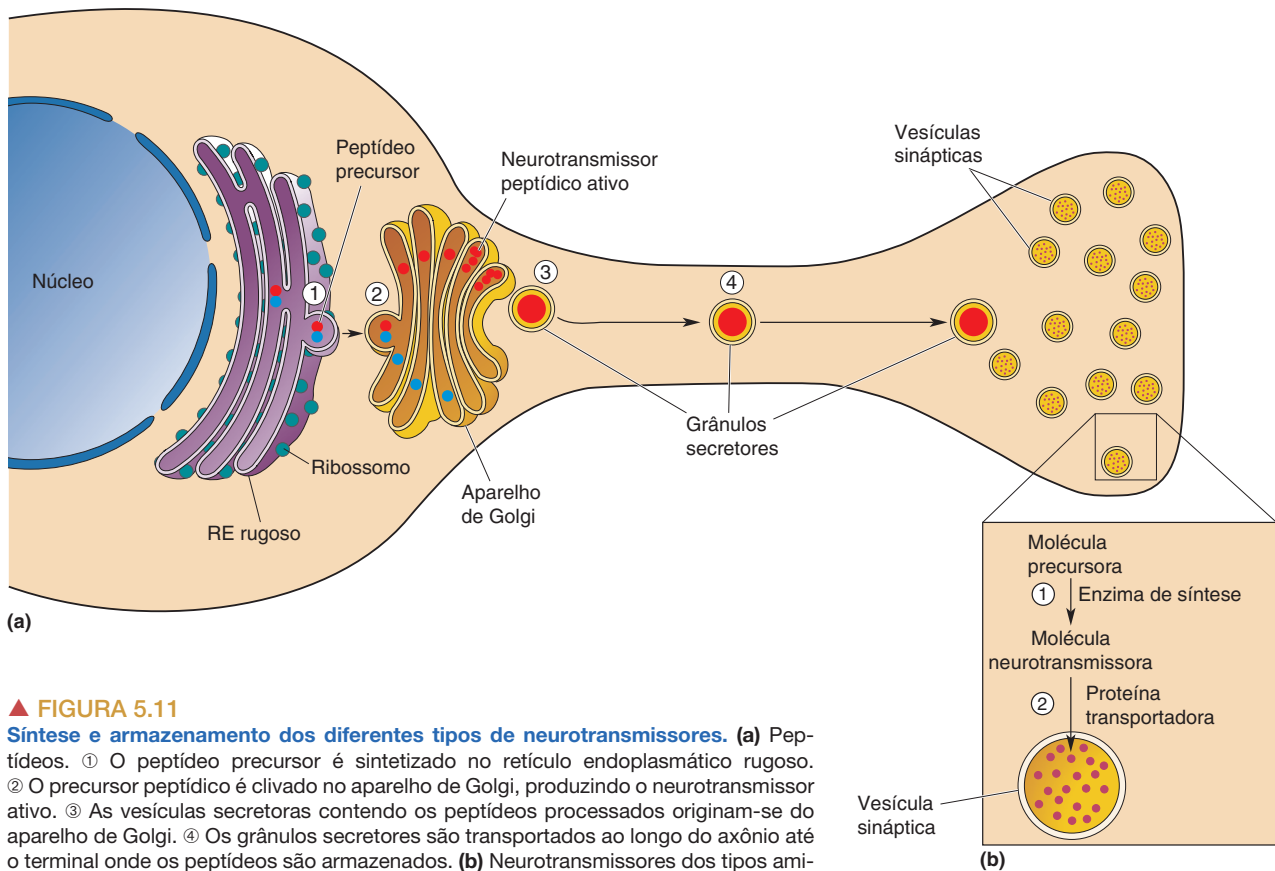 Vesículas
sinápticas
Peptídeo
precursor
Neurotransmissor
peptídico ativo
Núcleo
1
2
3
4
Grânulos
secretores
Ribossomo
Aparelho
de Golgi
RE rugoso
(a)
Molécula
precursora
1 Enzima de síntese
Molécula
neurotransmissora
2 Proteína
transportadora
Vesícula
sináptica
(b)
▲ FIGURA 5.11
Síntese e armazenamento dos diferentes tipos de neurotransmissores. (a) Pep-
tídeos. ① O peptídeo precursor é sintetizado no retículo endoplasmático rugoso.
② O precursor peptídico é clivado no aparelho de Golgi, produzindo o neurotransmissor
ativo. ③ As vesículas secretoras contendo os peptídeos processados originam-se do
aparelho de Golgi. ④ Os grânulos secretores são transportados ao longo do axônio até
o terminal onde os peptídeos são armazenados. (b) Neurotransmissores dos tipos ami-